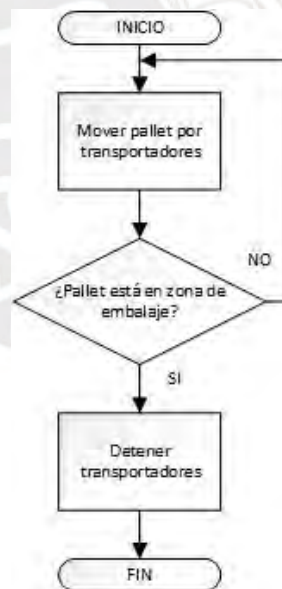 INICIO
Mover pallet por
transportadores
¿Pallet está en zona de
embalaje?
NO
SI
Detener
transportadores
FIN